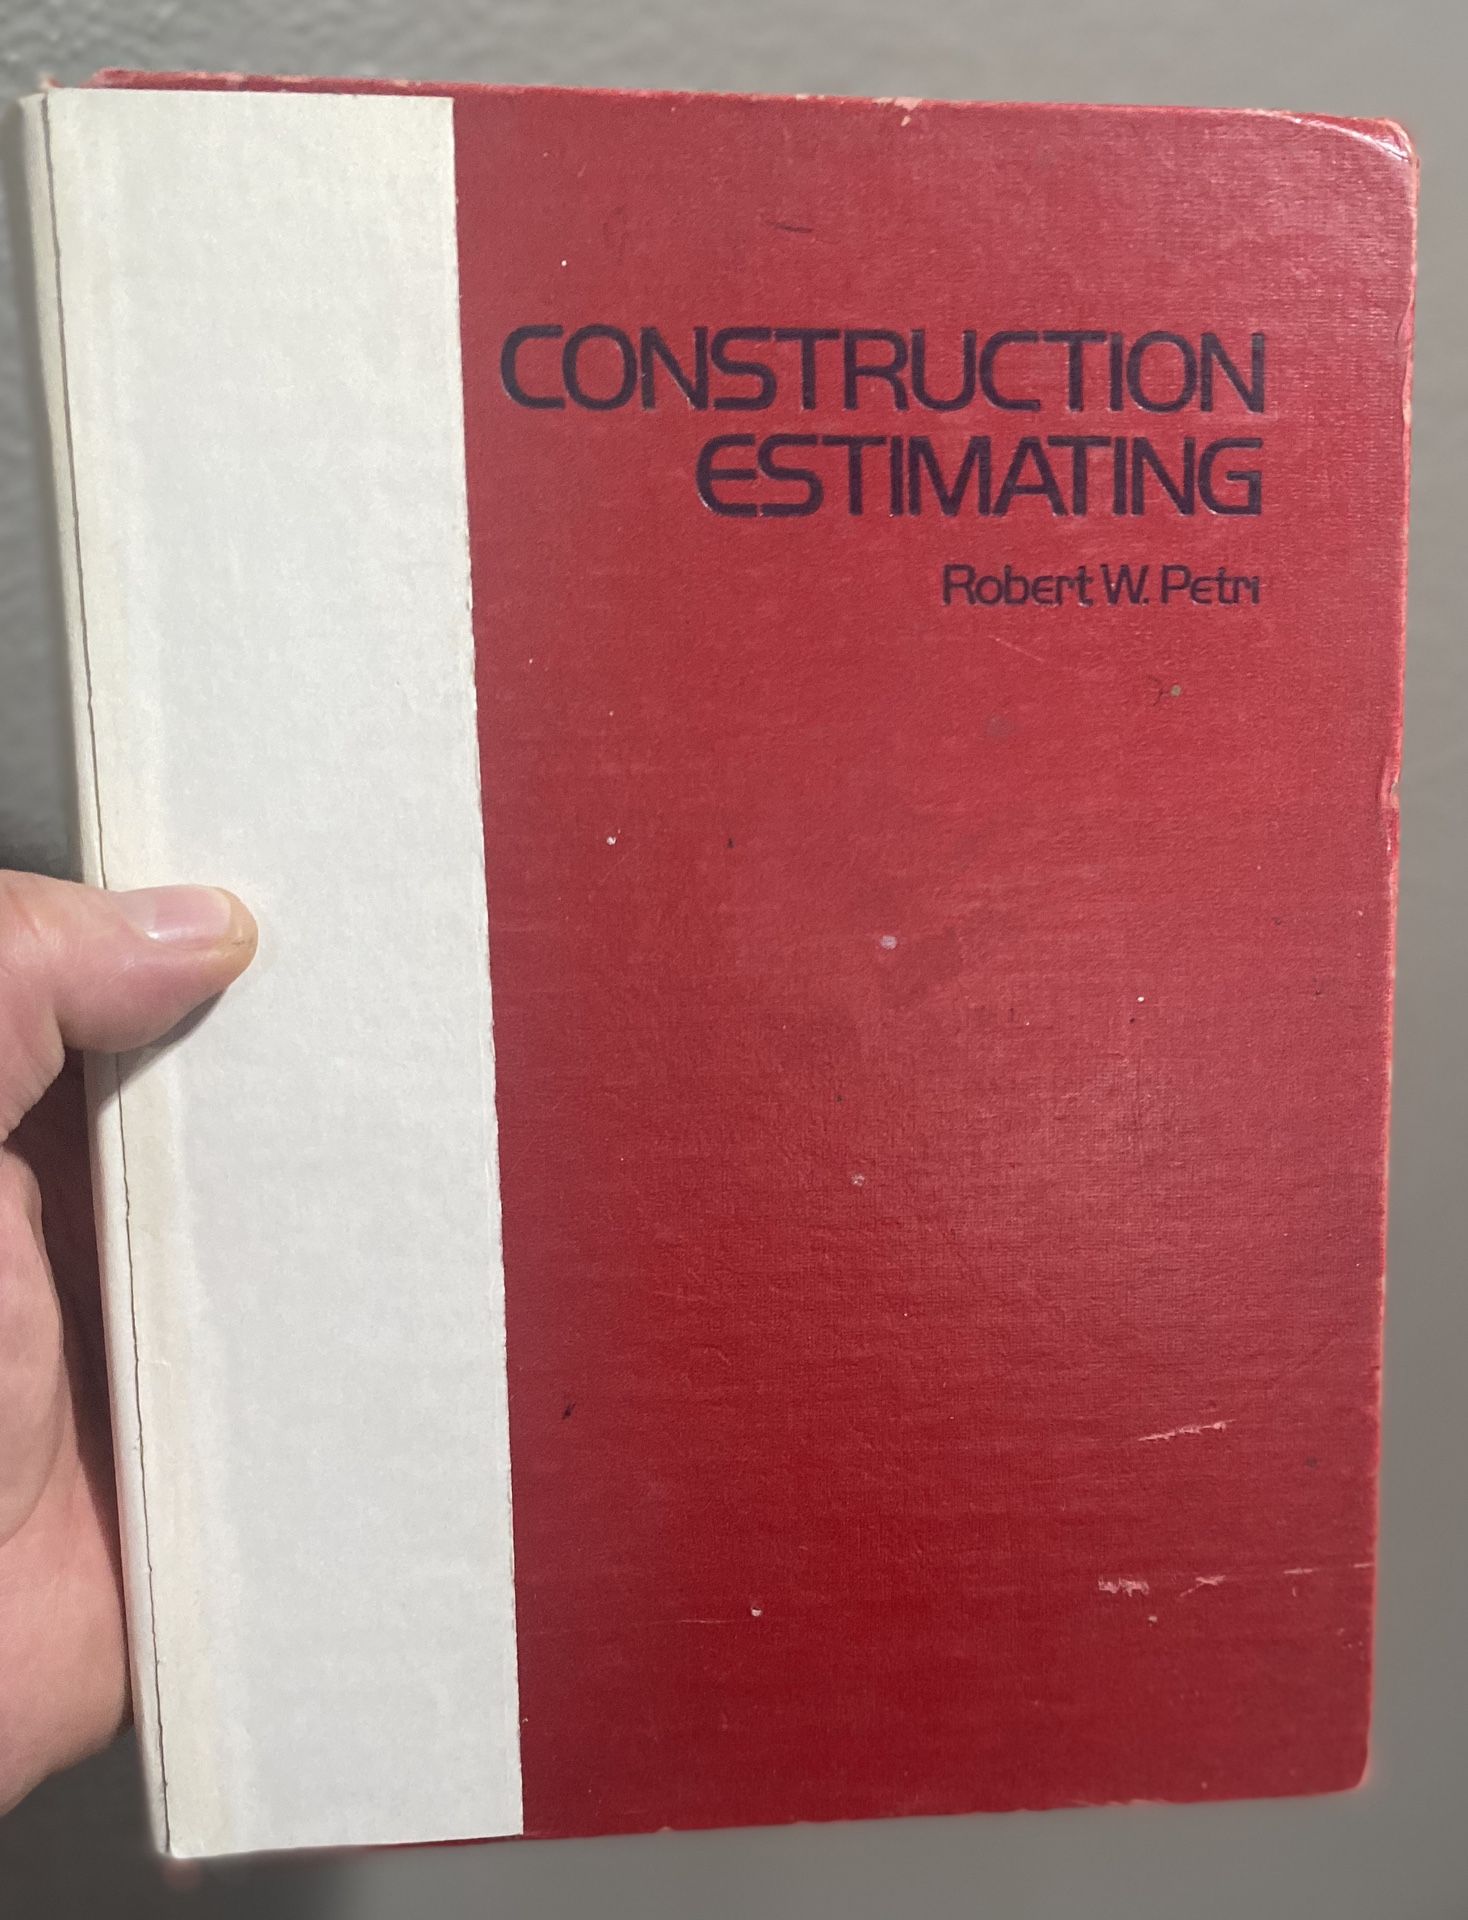 CONSTRUCTION
ESTIMATING
Robert W. Petri